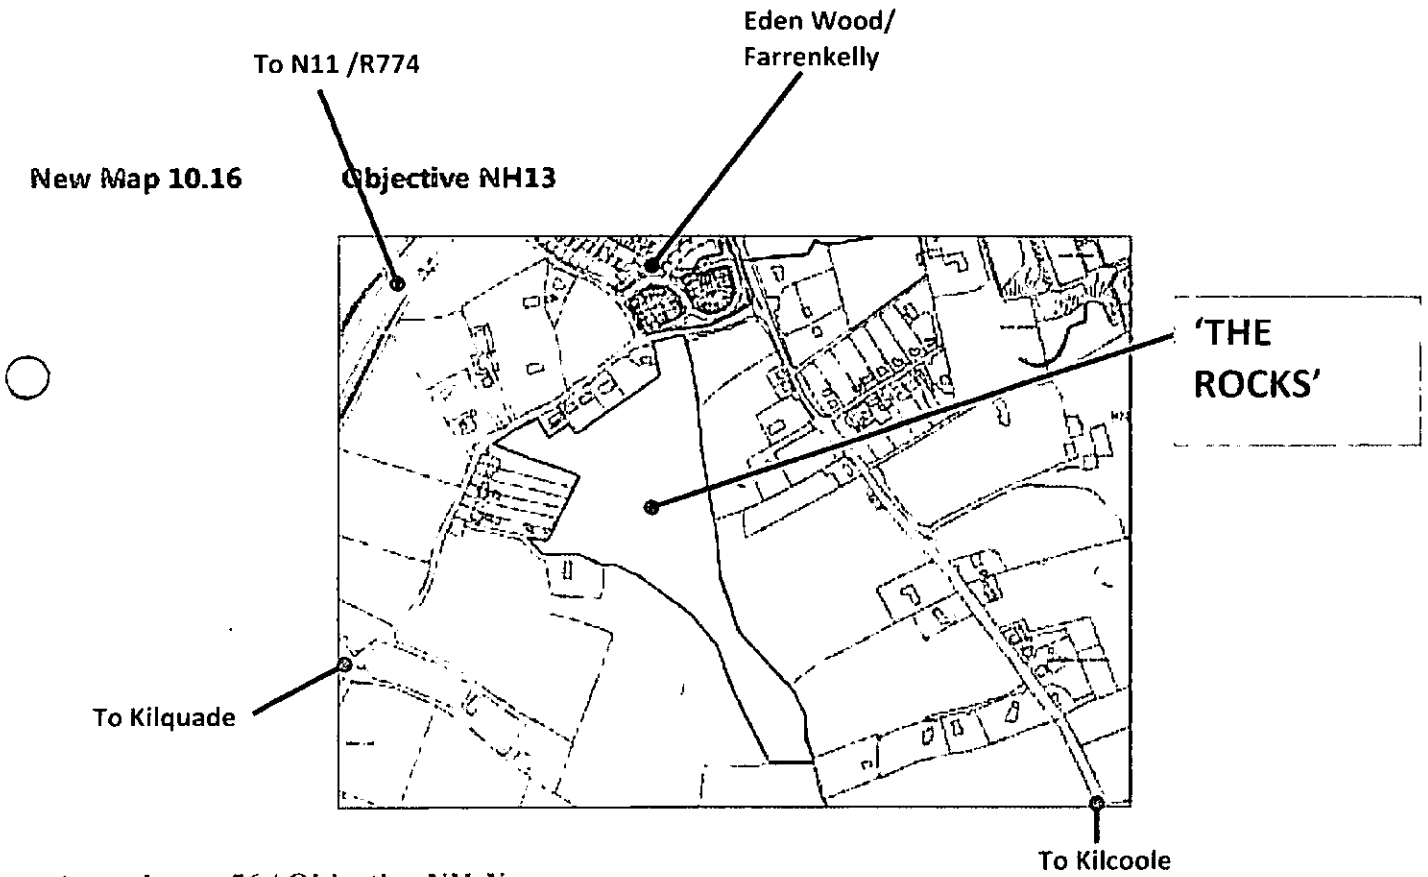 Eden Wood/
Farrenkelly
To N11 /R774
New Map 10.16 Objective NH13
‘THE
ROCKS’
To Kilquade
To Kilcoole